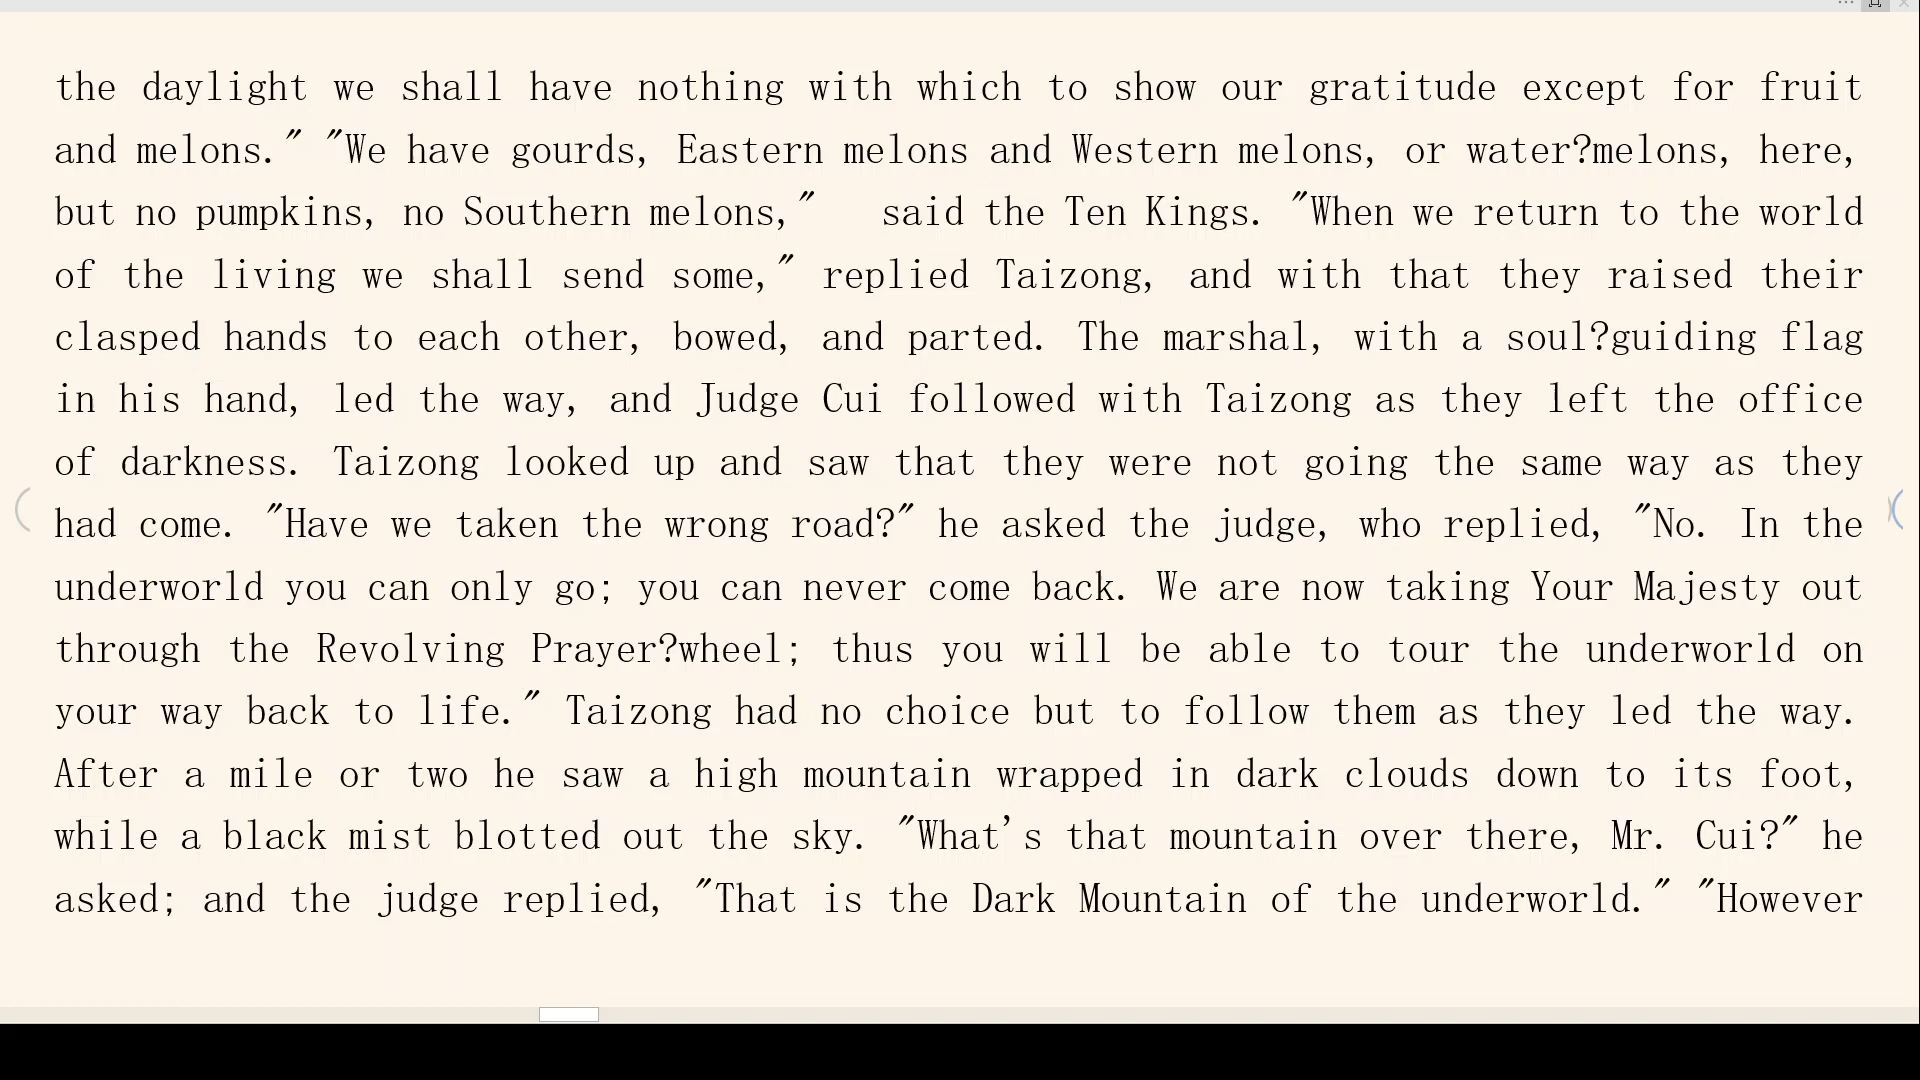 the daylight we shall have nothing with which to show our gratitude except for fruit
and melons." "We have gourds, Eastern melons and Western melons, or water?melons, here,
but no pumpkins, no Southern melons," said the Ten Kings. "When we return to the world
of the living we shall send some," replied Taizong, and with that they raised their
clasped hands to each other, bowed, and parted. The marshal, with a soul?guiding flag
in his hand, led the way, and Judge Cui followed with Taizong as they left the office
of darkness. Taizong looked up and saw that they were not going the same way as they
had come. "Have we taken the wrong road?" he asked the judge, who replied, "No. In the
underworld you can only go; you can never come back. We are now taking Your Majesty out
through the Revolving Prayer?wheel; thus you will be able to tour the underworld on
your way back to life." Taizong had no choice but to follow them as they led the way.
After a mile or two he saw a high mountain wrapped in dark clouds down to its foot,
while a black mist blotted out the sky. "What's that mountain over there, Mr. Cui?" he
asked; and the judge replied, "That is the Dark Mountain of the underworld." "However